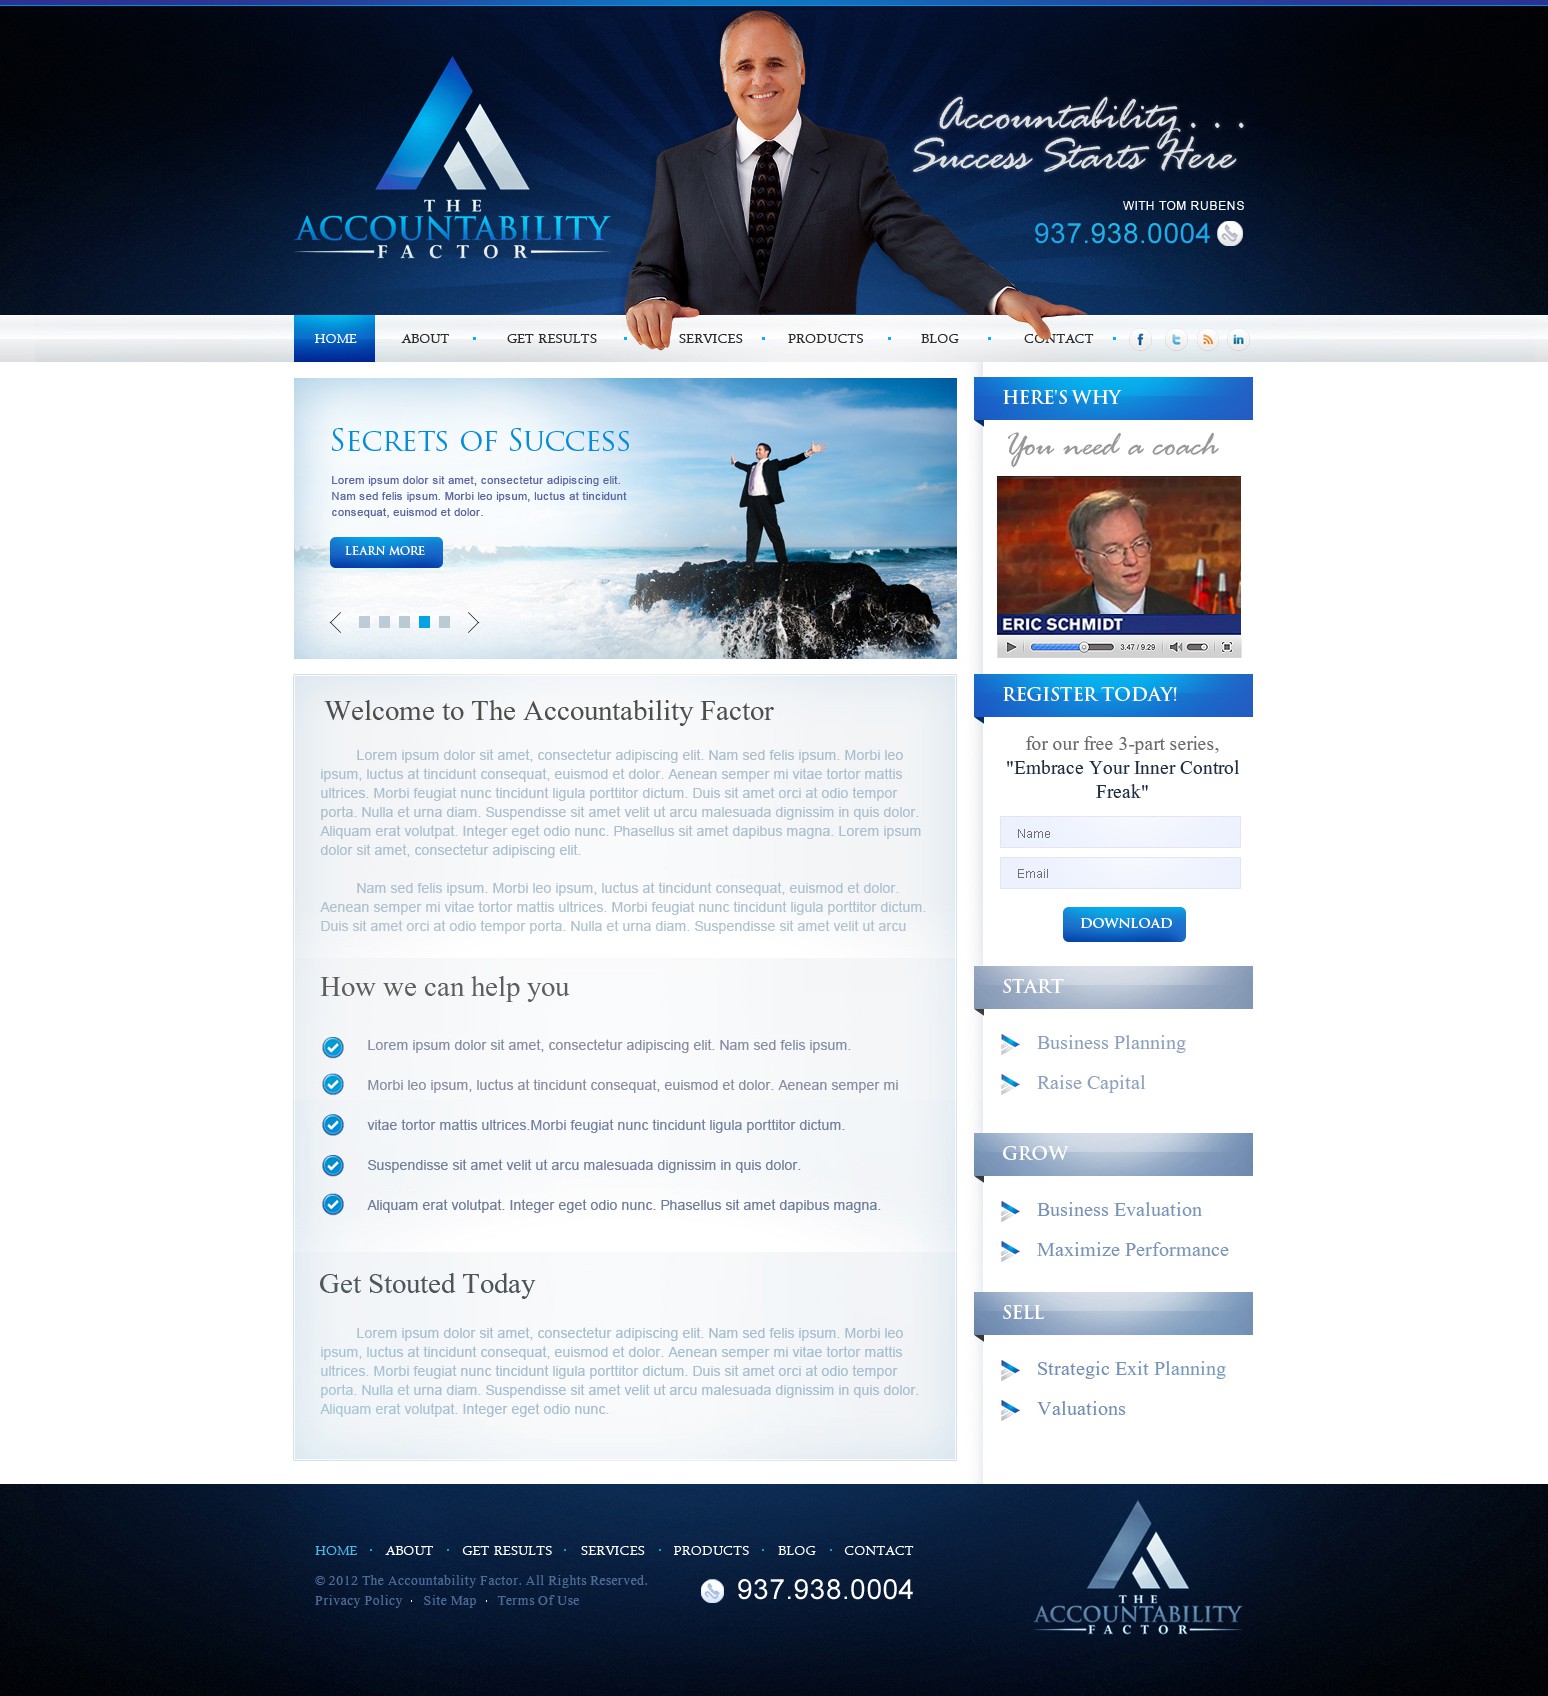 THE
ACCOUNTABILITY
FACTOR
Accountability . . .
Success Starts Here
WITH TOM RUBENS
937.938.0004
HOME
ABOUT
GET RESULTS
SERVICES
PRODUCTS
BLOG
CONTACT
SECRETS OF SUCCESS
Lorem ipsum dolor sit amet, consectetur adipiscing elit.
Nam sed felis ipsum. Morbi leo ipsum, luctus at tincidunt
consequat, euismod et dolor.
LEARN MORE
Welcome to The Accountability Factor
Lorem ipsum dolor sit amet, consectetur adipiscing elit. Nam sed felis ipsum. Morbi leo
ipsum, luctus at tincidunt consequat, euismod et dolor. Aenean semper mi vitae tortor mattis
ultrices. Morbi feugiat nunc tincidunt ligula porttitor dictum. Duis sit amet orci at odio tempor
porta. Nulla et urna diam. Suspendisse sit amet velit ut arcu malesuada dignissim in quis dolor.
Aliquam erat volutpat. Integer eget odio nunc. Phasellus sit amet dapibus magna. Lorem ipsum
dolor sit amet, consectetur adipiscing elit.
Nam sed felis ipsum. Morbi leo ipsum, luctus at tincidunt consequat, euismod et dolor.
Aenean semper mi vitae tortor mattis ultrices. Morbi feugiat nunc tincidunt ligula porttitor dictum.
Duis sit amet orci at odio tempor porta. Nulla et urna diam. Suspendisse sit amet velit ut arcu
How we can help you
Lorem ipsum dolor sit amet, consectetur adipiscing elit. Nam sed felis ipsum.
Morbi leo ipsum, luctus at tincidunt consequat, euismod et dolor. Aenean semper mi
vitae tortor mattis ultrices.Morbi feugiat nunc tincidunt ligula porttitor dictum.
Suspendisse sit amet velit ut arcu malesuada dignissim in quis dolor.
Aliquam erat volutpat. Integer eget odio nunc. Phasellus sit amet dapibus magna.
Get Stouted Today
Lorem ipsum dolor sit amet, consectetur adipiscing elit. Nam sed felis ipsum. Morbi leo
ipsum, luctus at tincidunt consequat, euismod et dolor. Aenean semper mi vitae tortor mattis
ultrices. Morbi feugiat nunc tincidunt ligula porttitor dictum. Duis sit amet orci at odio tempor
porta. Nulla et urna diam. Suspendisse sit amet velit ut arcu malesuada dignissim in quis dolor.
Aliquam erat volutpat. Integer eget odio nunc.
HERE'S WHY
You need a coach
ERIC SCHMIDT
3.47 / 9.29
REGISTER TODAY!
for our free 3-part series,
"Embrace Your Inner Control
Freak"
Name
Email
DOWNLOAD
START
Business Planning
Raise Capital
GROW
Business Evaluation
Maximize Performance
SELL
Strategic Exit Planning
Valuations
HOME
ABOUT
GET RESULTS
SERVICES
PRODUCTS
BLOG
CONTACT
© 2012 The Accountability Factor. All Rights Reserved.
Privacy Policy · Site Map · Terms Of Use
937.938.0004
THE
ACCOUNTABILITY
FACTOR